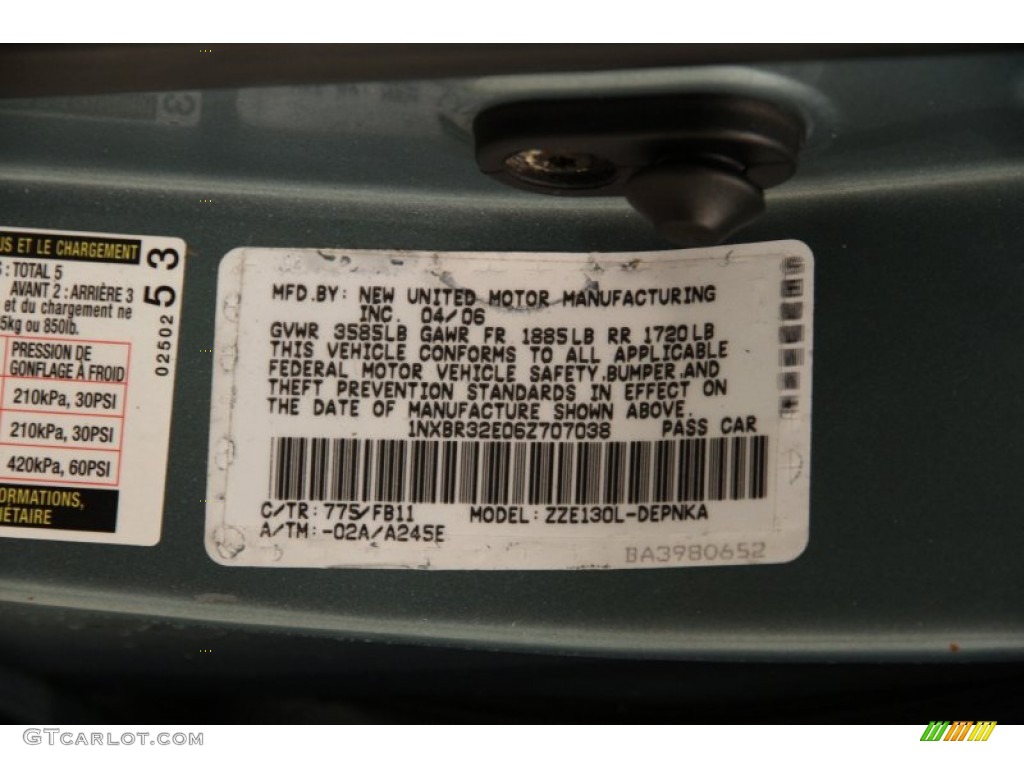 US ET LE CHARGEMENT
: TOTAL 5
AVANT 2 : ARRIÈRE 3
et du chargement ne
5kg ou 850lb.
PRESSION DE
GONFLAGE À FROID
210kPa, 30PSI
210kPa, 30PSI
420kPa, 60PSI
ORMATIONS,
IÉTAIRE
02502 53
MFD.BY: NEW UNITED MOTOR MANUFACTURING
INC. 04/06
GVWR 3585LB GAWR FR 1885LB RR 1720LB
THIS VEHICLE CONFORMS TO ALL APPLICABLE
FEDERAL MOTOR VEHICLE SAFETY,BUMPER,AND
THEFT PREVENTION STANDARDS IN EFFECT ON
THE DATE OF MANUFACTURE SHOWN ABOVE.
1NXBR32E06Z707038 PASS CAR
C/TR: 775/FB11 MODEL: ZZE130L-DEPNKA
A/TM: -02A/A245E
BA3980652
GTCARLOT.COM